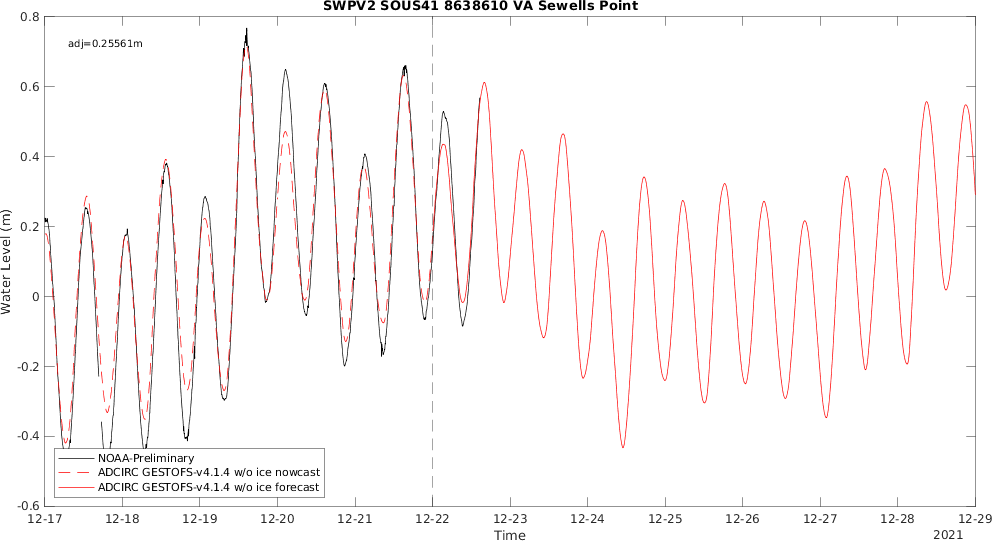 SWPV2 SOUS41 8638610 VA Sewells Point
adj=0.25561m
Water Level (m)
0.8
0.6
0.4
0.2
0
-0.2
-0.4
-0.6
NOAA-Preliminary
ADCIRC GESTOFS-v4.1.4 w/o ice nowcast
ADCIRC GESTOFS-v4.1.4 w/o ice forecast
12-17 12-18 12-19 12-20 12-21 12-22 12-23 12-24 12-25 12-26 12-27 12-28 12-29
Time
2021